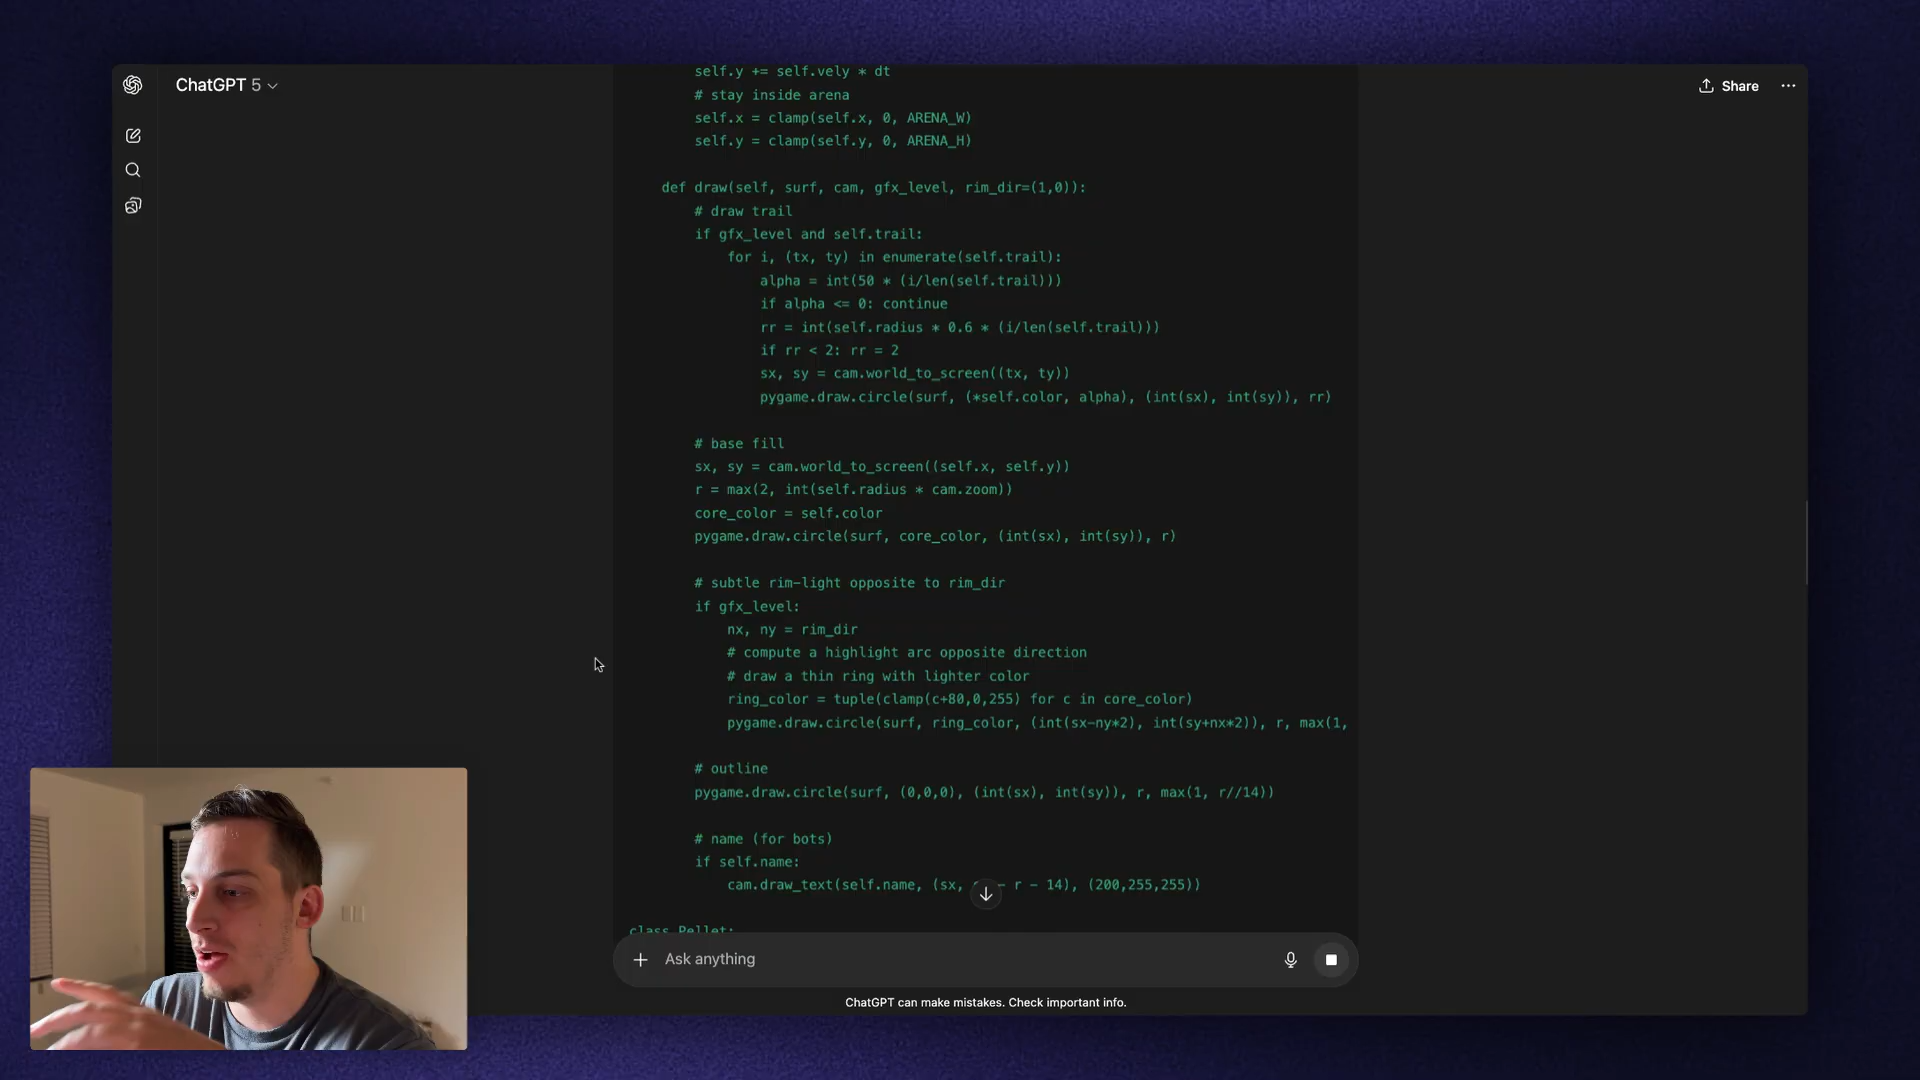 ChatGPT 5
Share
self.y += self.vely * dt
# stay inside arena
self.x = clamp(self.x, 0, ARENA_W)
self.y = clamp(self.y, 0, ARENA_H)
def draw(self, surf, cam, gfx_level, rim_dir=(1,0)):
# draw trail
if gfx_level and self.trail:
for i, (tx, ty) in enumerate(self.trail):
alpha = int(50 * (i/len(self.trail)))
if alpha <= 0: continue
rr = int(self.radius * 0.6 * (i/len(self.trail)))
if rr < 2: rr = 2
sx, sy = cam.world_to_screen((tx, ty))
pygame.draw.circle(surf, (*self.color, alpha), (int(sx), int(sy)), rr)
# base fill
sx, sy = cam.world_to_screen((self.x, self.y))
r = max(2, int(self.radius * cam.zoom))
core_color = self.color
pygame.draw.circle(surf, core_color, (int(sx), int(sy)), r)
# subtle rim-light opposite to rim_dir
if gfx_level:
nx, ny = rim_dir
# compute a highlight arc opposite direction
# draw a thin ring with lighter color
ring_color = tuple(clamp(c+80,0,255) for c in core_color)
pygame.draw.circle(surf, ring_color, (int(sx-ny*2), int(sy+nx*2)), r, max(1,
# outline
pygame.draw.circle(surf, (0,0,0), (int(sx), int(sy)), r, max(1, r//14))
# name (for bots)
if self.name:
cam.draw_text(self.name, (sx, - r - 14), (200,255,255))
class Pellet:
Ask anything
ChatGPT can make mistakes. Check important info.